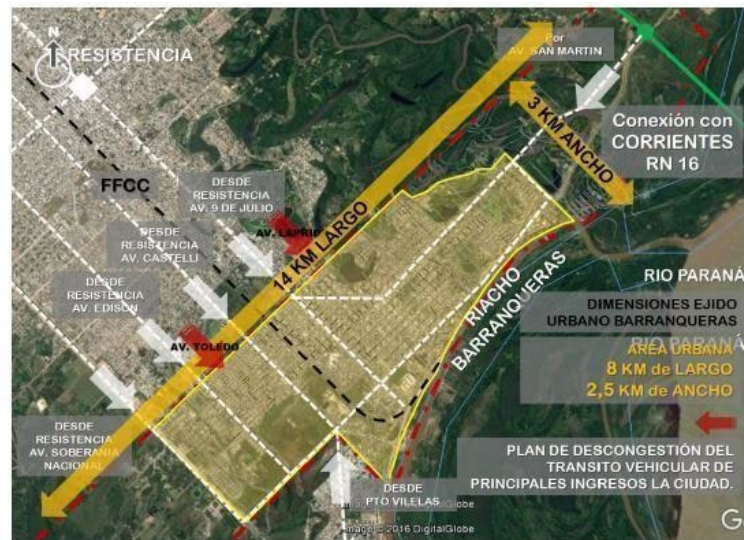 N
RESISTENCIA
Por
AV. SAN MARTIN
3 KM ANCHO
Conexión con
CORRIENTES
RN 16
FFCC
DESDE
RESISTENCIA
AV. 9 DE JULIO
DESDE
RESISTENCIA
AV. CASTELLI
DESDE
RESISTENCIA
AV. EDISON
14 KM LARGO
AV. TOLEDO
DESDE
RESISTENCIA
AV. SOBERANIA
NACIONAL
RIACHO
BARRANQUERAS
RIO PARANÁ
DIMENSIONES EJIDO
URBANO BARRANQUERAS
RIO PARANÁ
ÁREA URBANA
8 KM de LARGO
2,5 KM de ANCHO
PLAN DE DESCONGESTIÓN DEL
TRANSITO VEHICULAR DE
PRINCIPALES INGRESOS LA CIUDAD.
DESDE
PTO VILELAS
Image © 2016 DigitalGlobe
G